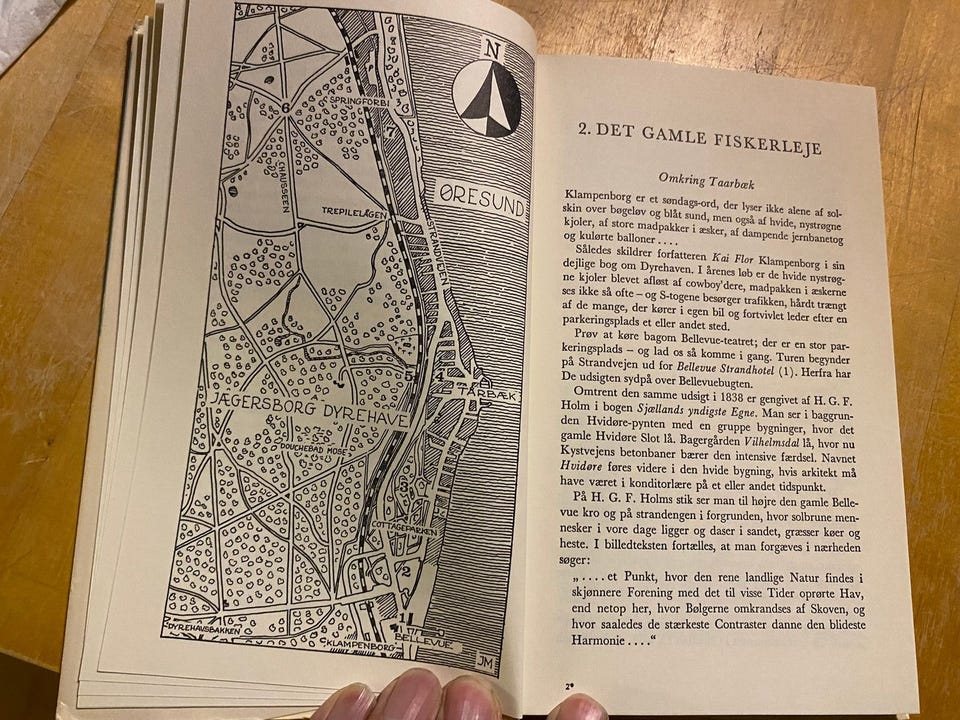 N
SPRINGFORBI
6
7
CHAUSSEEN
TREPILELÅGEN
ØRESUND
STRANDVEJEN
5
4
TAARBÆK
JÆGERSBORG DYREHAVE
DOUCHEBAD MOSE
COTTAGEPARKEN
2
1
DYREHAVSBAKKEN
KLAMPENBORG
BELLEVUE
JM
2. DET GAMLE FISKERLEJE
Omkring Taarbæk
Klampenborg er et søndags-ord, der lyser ikke alene af sol-
skin over bøgeløv og blåt sund, men også af hvide, nystrøgne
kjoler, af store madpakker i æsker, af dampende jernbanetog
og kulørte balloner . . . .
Således skildrer forfatteren Kai Flor Klampenborg i sin
dejlige bog om Dyrehaven. I årenes løb er de hvide nystrøg-
ne kjoler blevet afløst af cowboy'dere, madpakken i æskerne
ses ikke så ofte – og S-togene besørger trafikken, hårdt trængt
af de mange, der kører i egen bil og fortvivlet leder efter en
parkeringsplads et eller andet sted.
Prøv at køre bagom Bellevue-teatret; der er en stor par-
keringsplads – og lad os så komme i gang. Turen begynder
på Strandvejen ud for Bellevue Strandhotel (1). Herfra har
De udsigten sydpå over Bellevuebugten.
Omtrent den samme udsigt i 1838 er gengivet af H. G. F.
Holm i bogen Sjællands yndigste Egne. Man ser i baggrun-
den Hvidøre-pynten med en gruppe bygninger, hvor det
gamle Hvidøre Slot lå. Bagergården Vilhelmsdal lå, hvor nu
Kystvejens betonbaner bærer den intensive færdsel. Navnet
Hvidøre føres videre i den hvide bygning, hvis arkitekt må
have været i konditorlære på et eller andet tidspunkt.
På H. G. F. Holms stik ser man til højre den gamle Belle-
vue kro og på strandengen i forgrunden, hvor solbrune men-
nesker i vore dage ligger og daser i sandet, græsser køer og
heste. I billedteksten fortælles, at man forgæves i nærheden
søger:
„ . . . . et Punkt, hvor den rene landlige Natur findes i
skjønnere Forening med det til visse Tider oprørte Hav,
end netop her, hvor Bølgerne omkrandses af Skoven, og
hvor saaledes de stærkeste Contraster danne den blideste
Harmonie . . . .“
2*